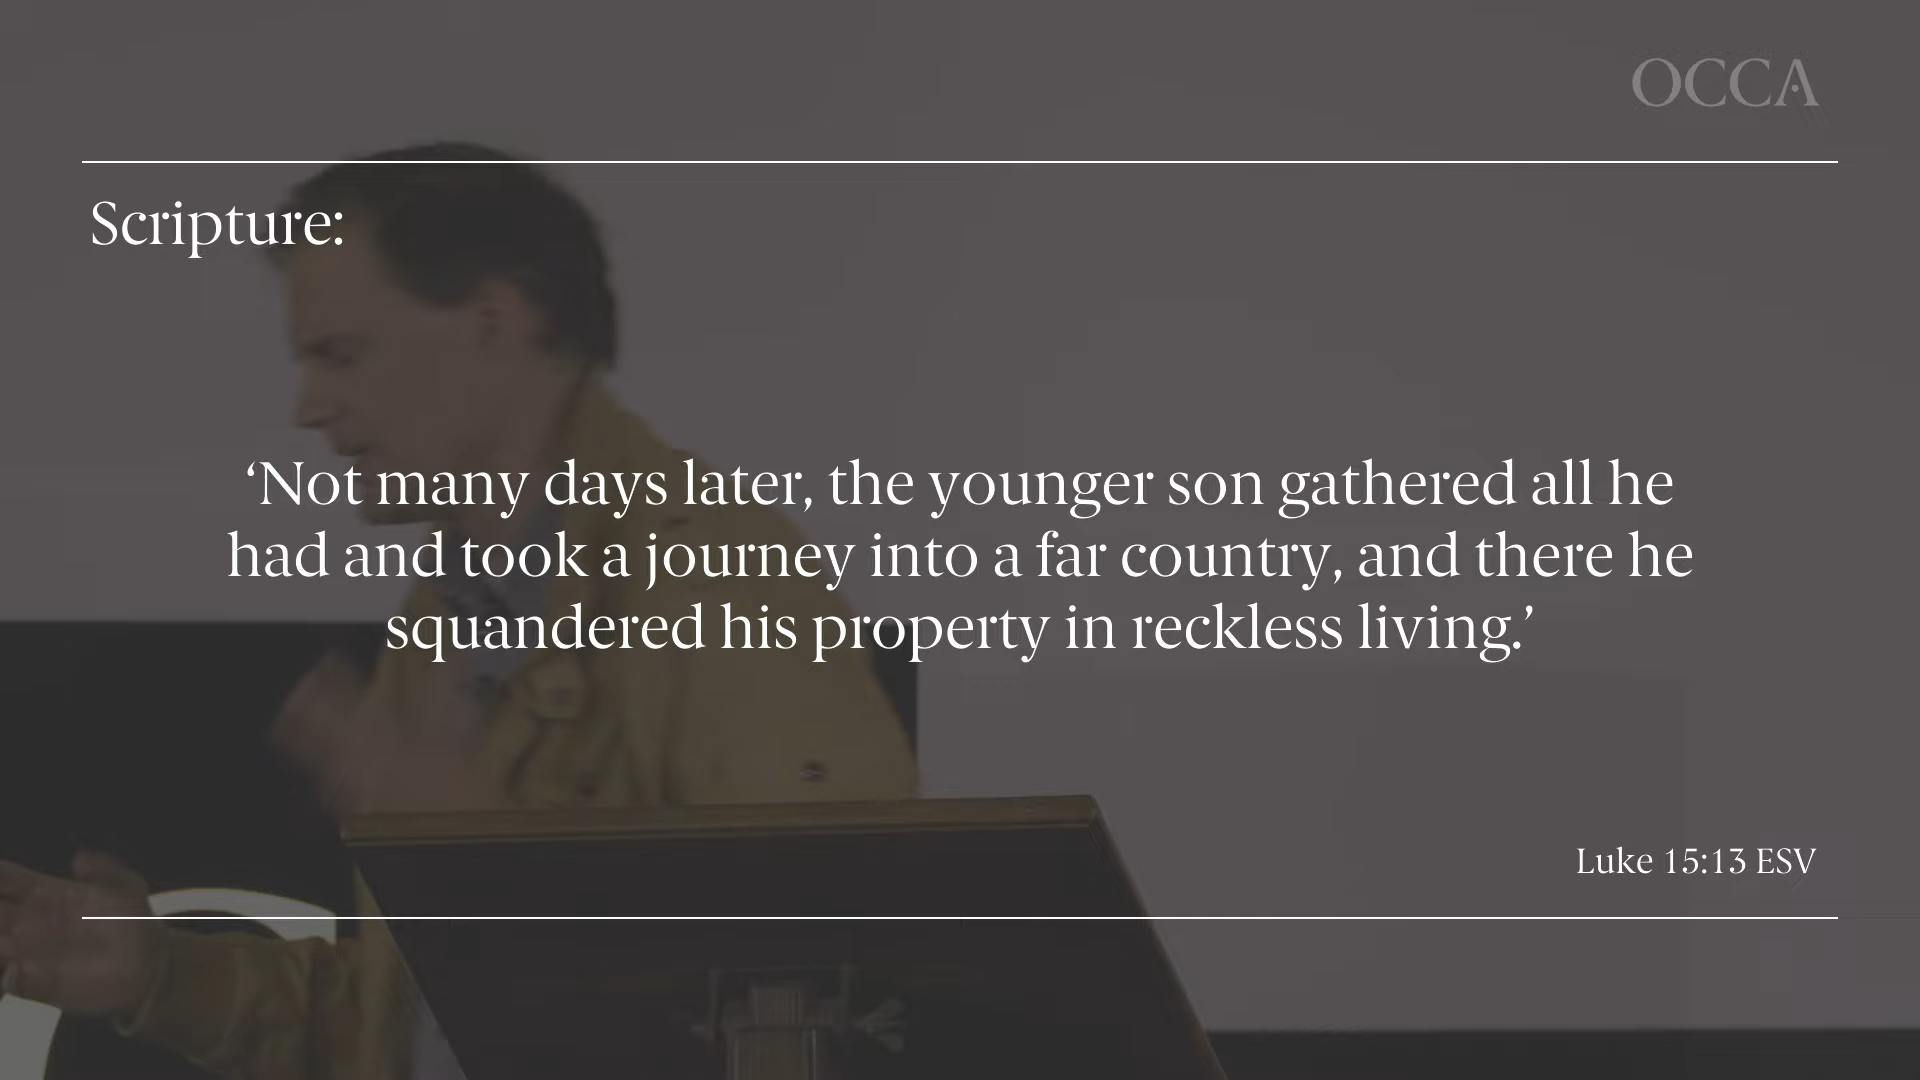 OCCA
Scripture:
‘Not many days later, the younger son gathered all he
had and took a journey into a far country, and there he
squandered his property in reckless living.’
Luke 15:13 ESV